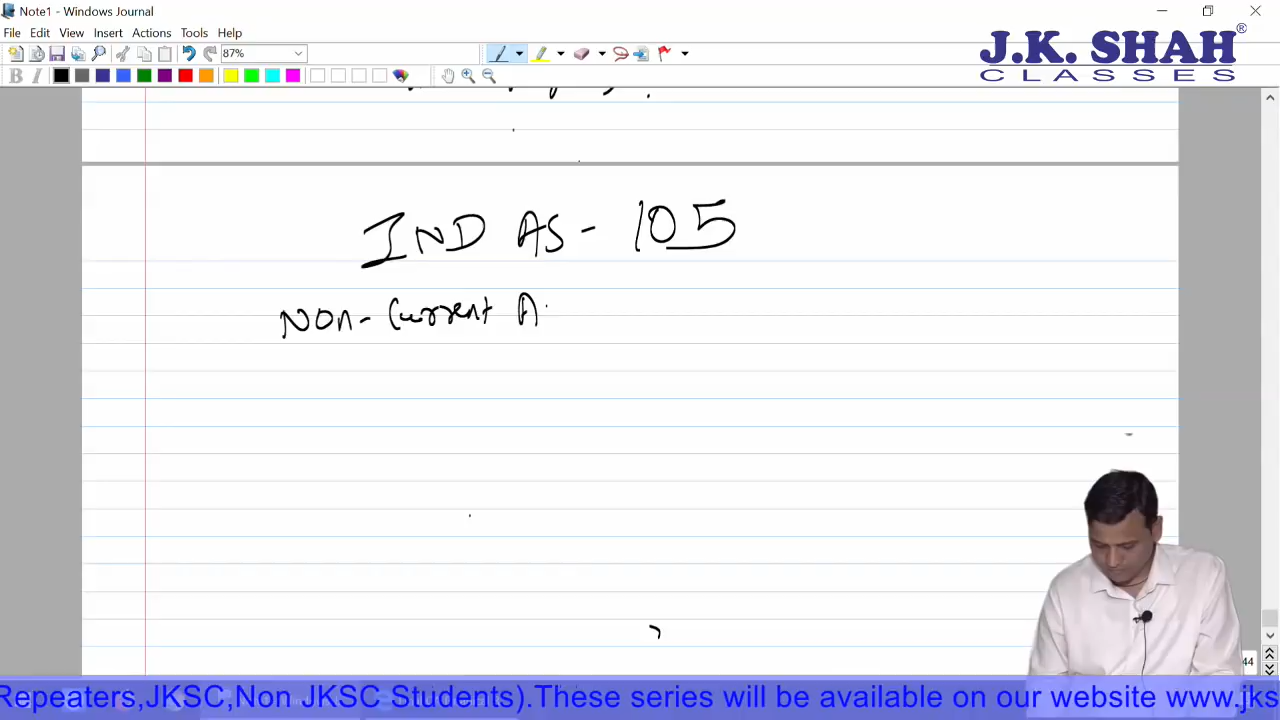 Note1 - Windows Journal
File Edit View Insert Actions Tools Help
87%
B I
J.K. SHAH®
CLASSES
IND AS - 105
Non-Current A
44
Repeaters,JKSC,Non JKSC Students).These series will be available on our website www.jks